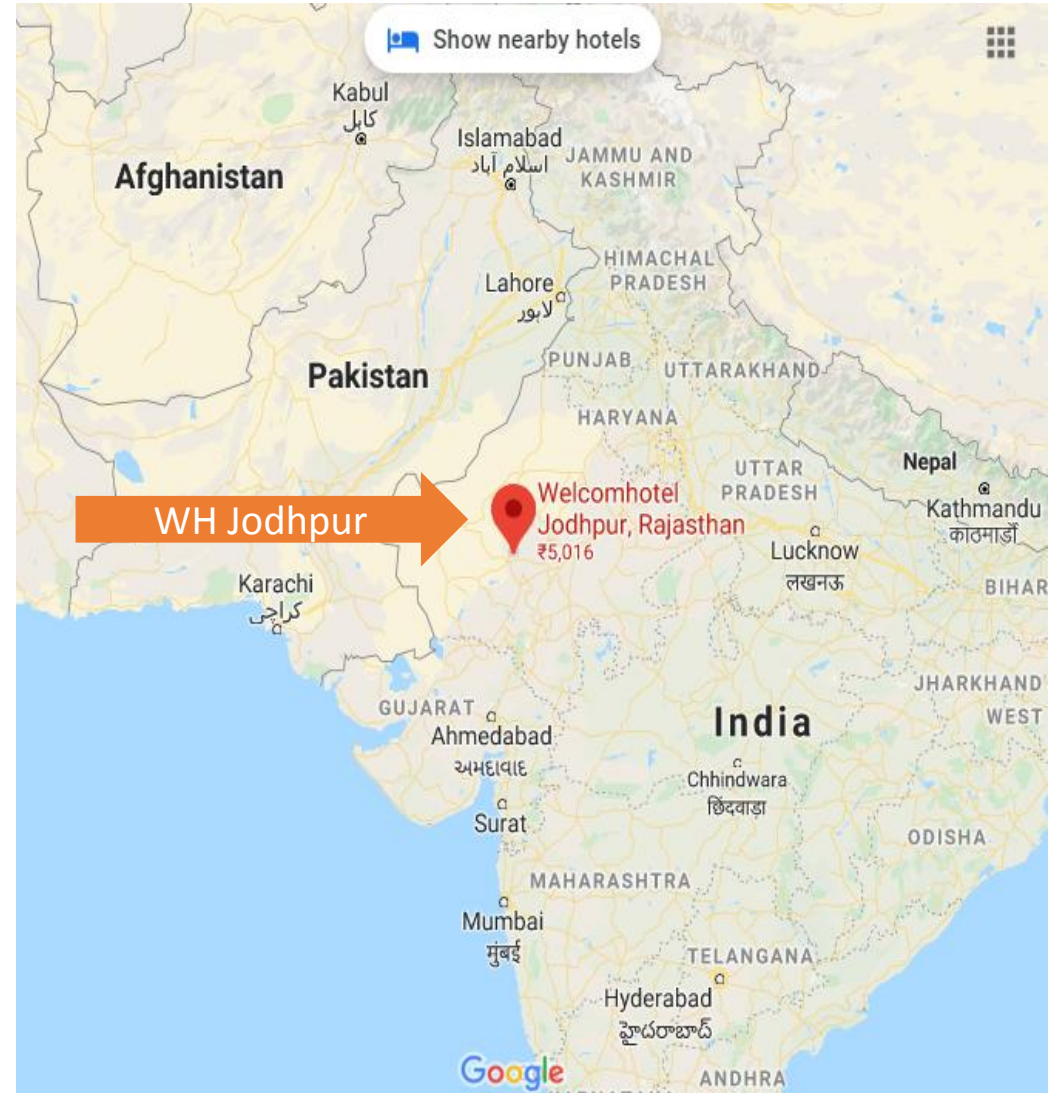 Show nearby hotels
Kabul
کابل
Islamabad
اسلام آباد
JAMMU AND
KASHMIR
Afghanistan
HIMACHAL
PRADESH
Lahore
لاہور
PUNJAB
UTTARAKHAND
Pakistan
HARYANA
UTTAR
PRADESH
Nepal
Kathmandu
काठमाडौं
WH Jodhpur
Welcomhotel
Jodhpur, Rajasthan
₹5,016
Lucknow
लखनऊ
BIHAR
Karachi
کراچی
JHARKHAND
WEST
GUJARAT
Ahmedabad
અમદાવાદ
India
Chhindwara
छिंदवाड़ा
Surat
ODISHA
MAHARASHTRA
Mumbai
मुंबई
TELANGANA
Hyderabad
హైదరాబాద్
Google
ANDHRA